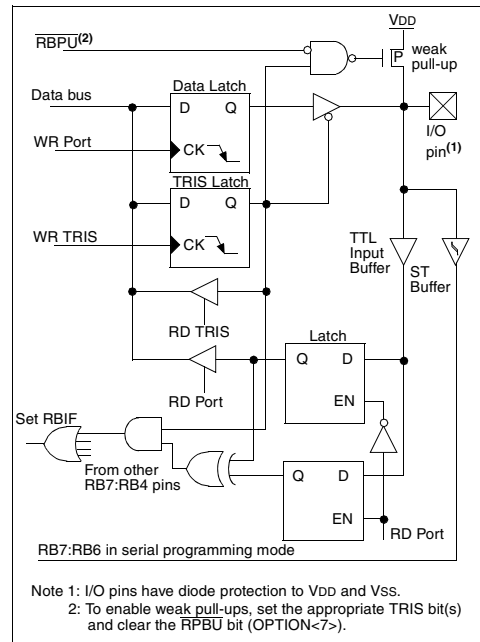 VDD
RBPU(2)
P
weak
pull-up
Data Latch
Data bus
D Q
I/O
pin(1)
WR Port
CK
TRIS Latch
D Q
WR TRIS
CK
TTL
Input
Buffer
ST
Buffer
RD TRIS
Latch
Q D
RD Port
EN
Set RBIF
From other
RB7:RB4 pins
Q D
EN
RD Port
RB7:RB6 in serial programming mode
Note 1: I/O pins have diode protection to VDD and VSS.
2: To enable weak pull-ups, set the appropriate TRIS bit(s)
and clear the RPBU bit (OPTION<7>).